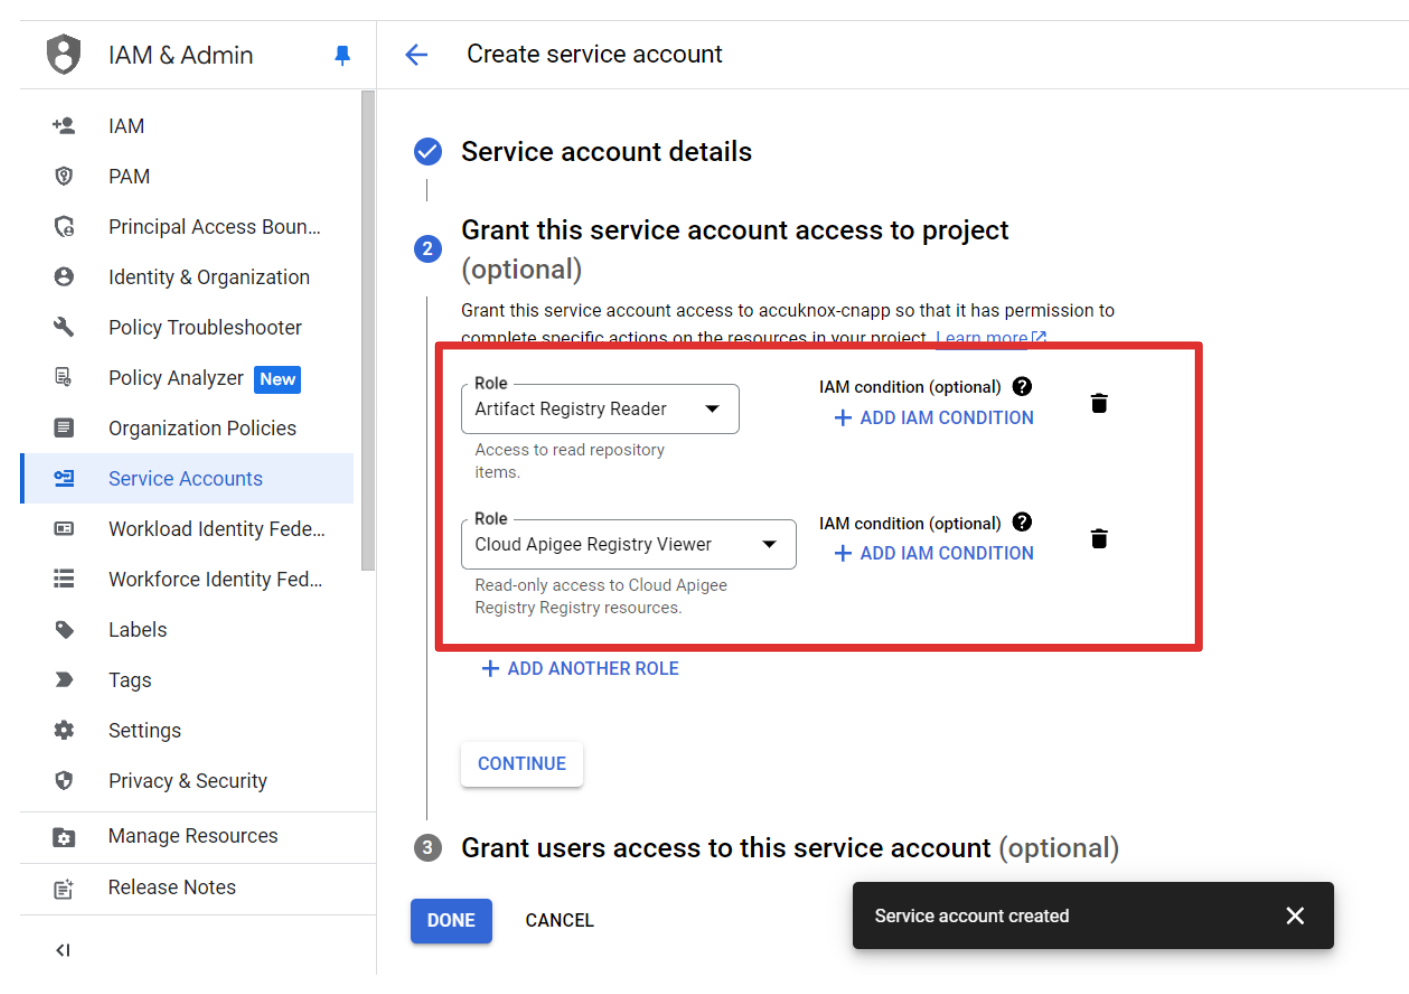 IAM & Admin
Create service account
IAM
PAM
Principal Access Boun...
Identity & Organization
Policy Troubleshooter
Policy Analyzer New
Organization Policies
Service Accounts
Workload Identity Fede...
Workforce Identity Fed...
Labels
Tags
Settings
Privacy & Security
Manage Resources
Release Notes
Service account details
2
Grant this service account access to project
(optional)
Grant this service account access to accuknox-cnapp so that it has permission to
complete specific actions on the resources in your project. Learn more
Role
Artifact Registry Reader
Access to read repository
items.
IAM condition (optional) ?
+ ADD IAM CONDITION
Role
Cloud Apigee Registry Viewer
Read-only access to Cloud Apigee
Registry Registry resources.
IAM condition (optional) ?
+ ADD IAM CONDITION
+ ADD ANOTHER ROLE
CONTINUE
3 Grant users access to this service account (optional)
DONE CANCEL
Service account created